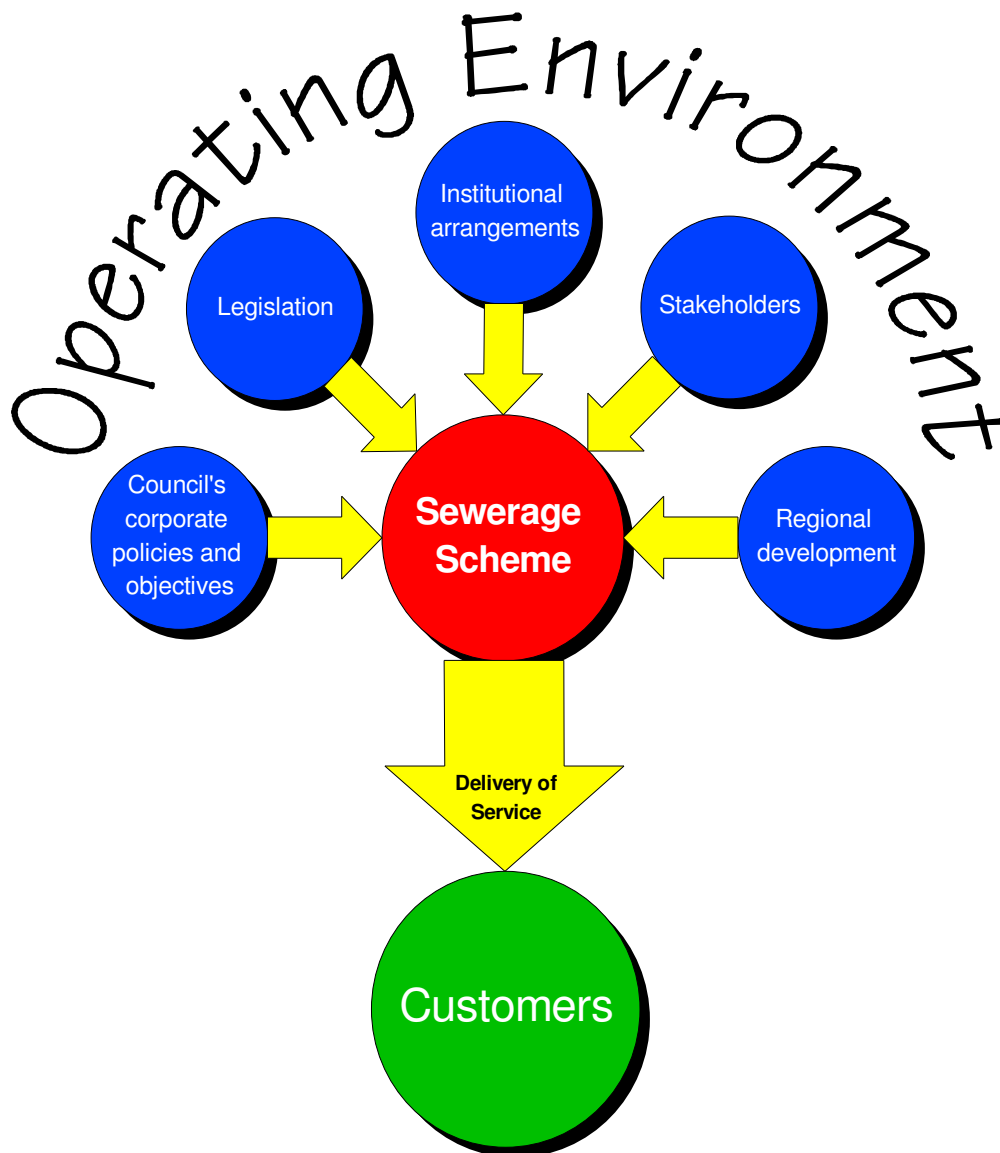 Operating Environment
Institutional
arrangements
Legislation
Stakeholders
Council's
corporate
policies and
objectives
Sewerage
Scheme
Regional
development
Delivery of
Service
Customers